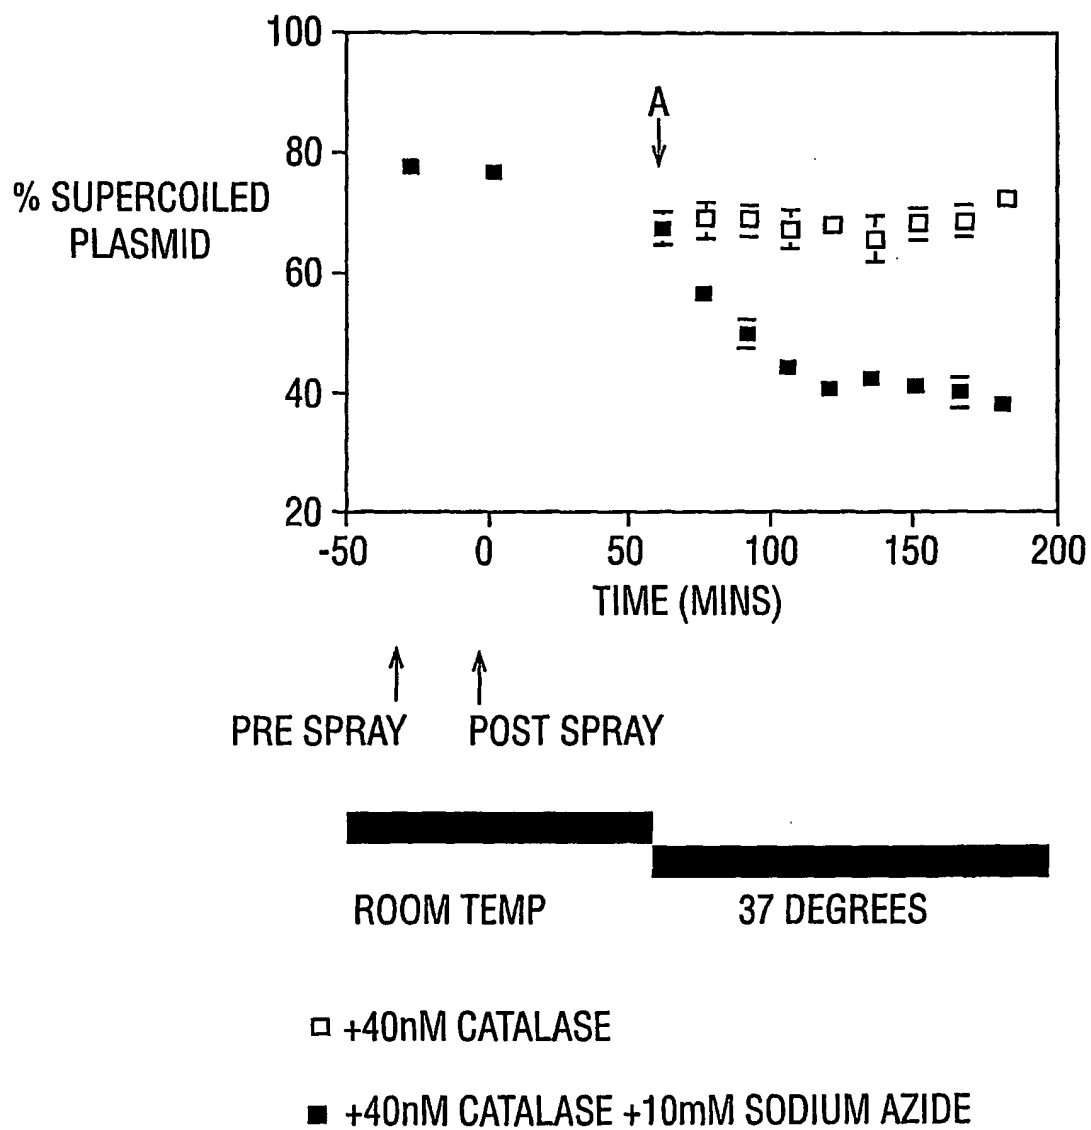 100
80
60
40
20
% SUPERCOILED
PLASMID
A
-50
0
50
100
150
200
TIME (MINS)
PRE SPRAY
POST SPRAY
ROOM TEMP
37 DEGREES
+40nM CATALASE
+40nM CATALASE +10mM SODIUM AZIDE